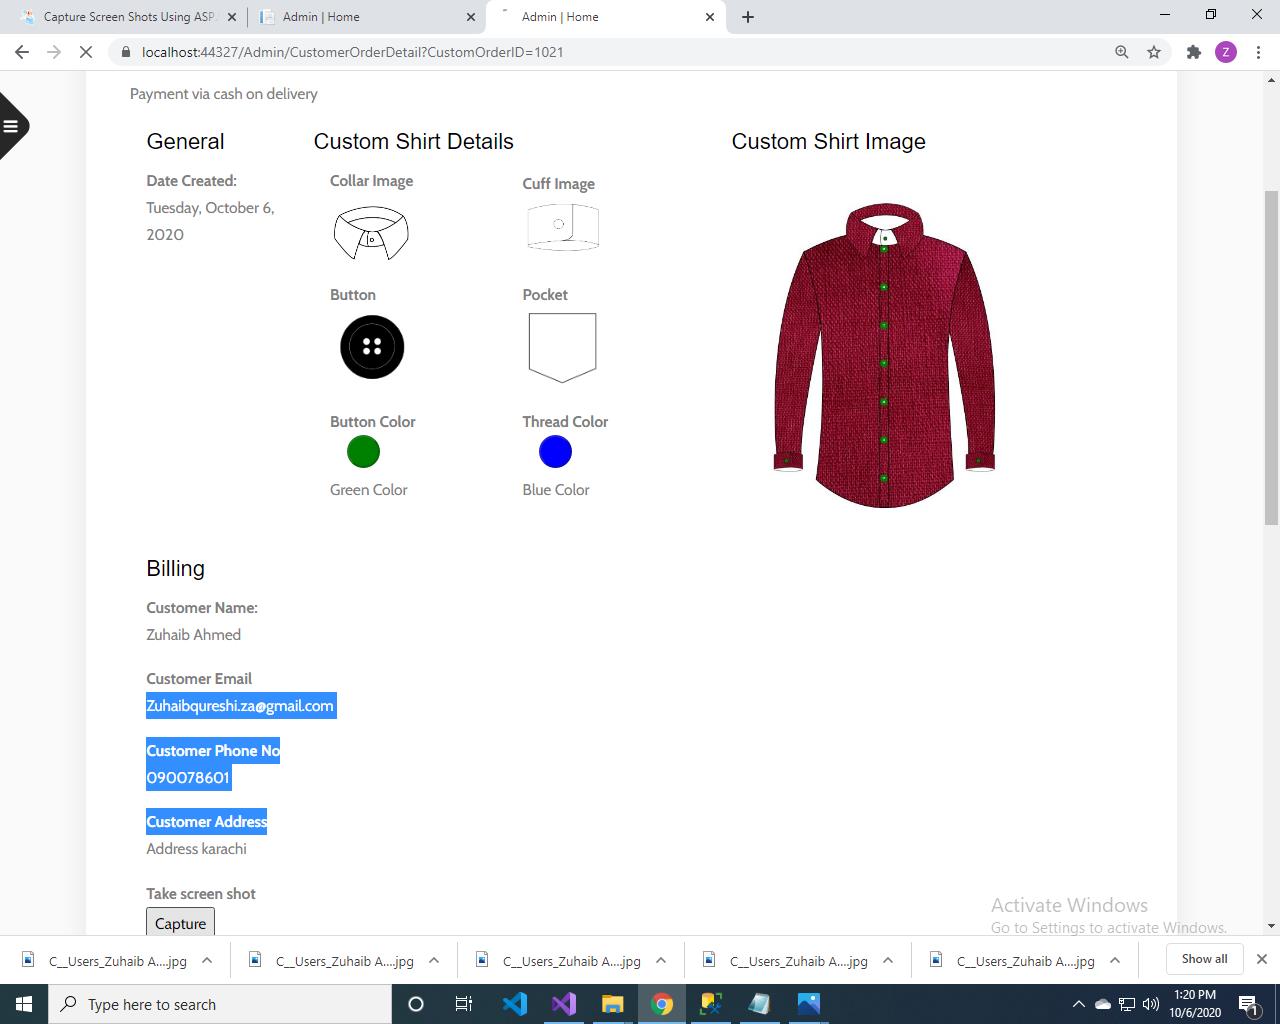 Capture Screen Shots Using ASP.
Admin | Home
Admin | Home
localhost:44327/Admin/CustomerOrderDetail?CustomOrderID=1021
Z
Payment via cash on delivery
General
Custom Shirt Details
Custom Shirt Image
Date Created:
Tuesday, October 6,
2020
Collar Image
Cuff Image
Button
Pocket
Button Color
Thread Color
Green Color
Blue Color
Billing
Customer Name:
Zuhaib Ahmed
Customer Email
Zuhaibqureshi.za@gmail.com
Customer Phone No
090078601
Customer Address
Address karachi
Take screen shot
Capture
Activate Windows
Go to Settings to activate Windows.
C__Users_Zuhaib A....jpg
C__Users_Zuhaib A....jpg
C__Users_Zuhaib A....jpg
C__Users_Zuhaib A....jpg
C__Users_Zuhaib A....jpg
Show all
Type here to search
1:20 PM
10/6/2020
1